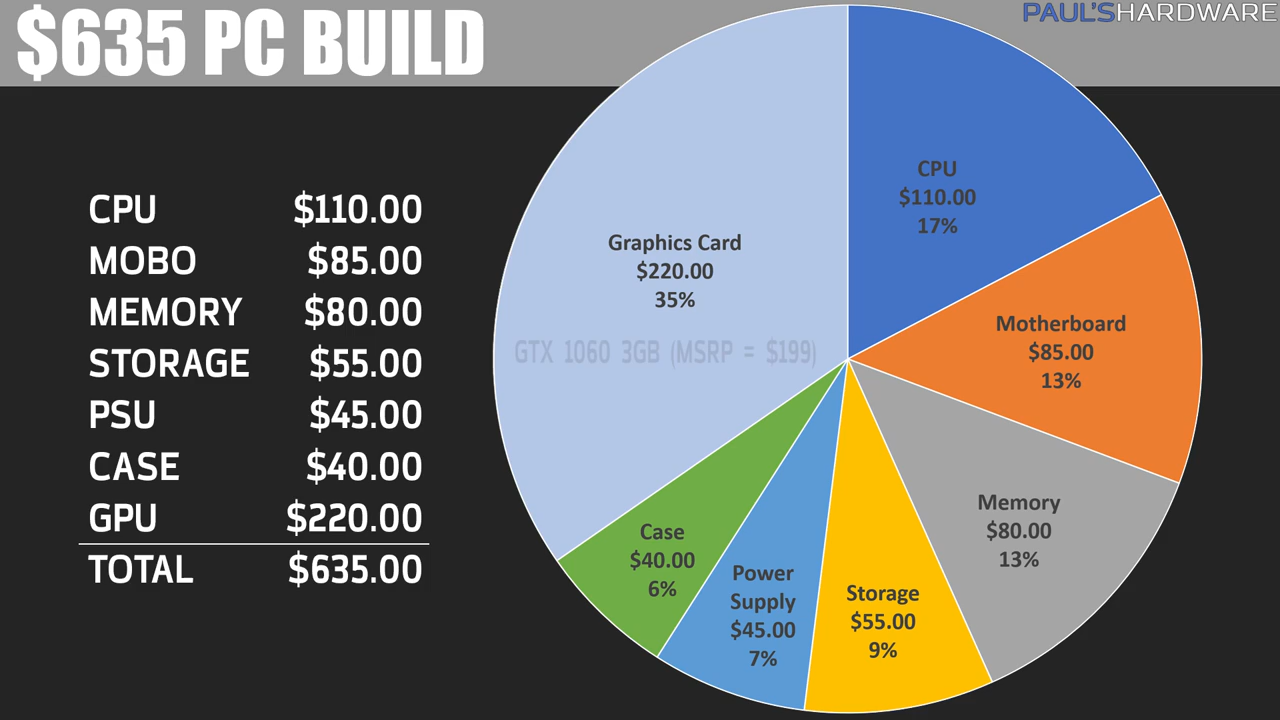 $635 PC BUILD
PAUL'SHARDWARE
CPU $110.00
MOBO $85.00
MEMORY $80.00
STORAGE $55.00
PSU $45.00
CASE $40.00
GPU $220.00
TOTAL $635.00
CPU
$110.00
17%
Motherboard
$85.00
13%
Memory
$80.00
13%
Storage
$55.00
9%
Power
Supply
$45.00
7%
Case
$40.00
6%
Graphics Card
$220.00
35%
GTX 1060 3GB (MSRP = $199)